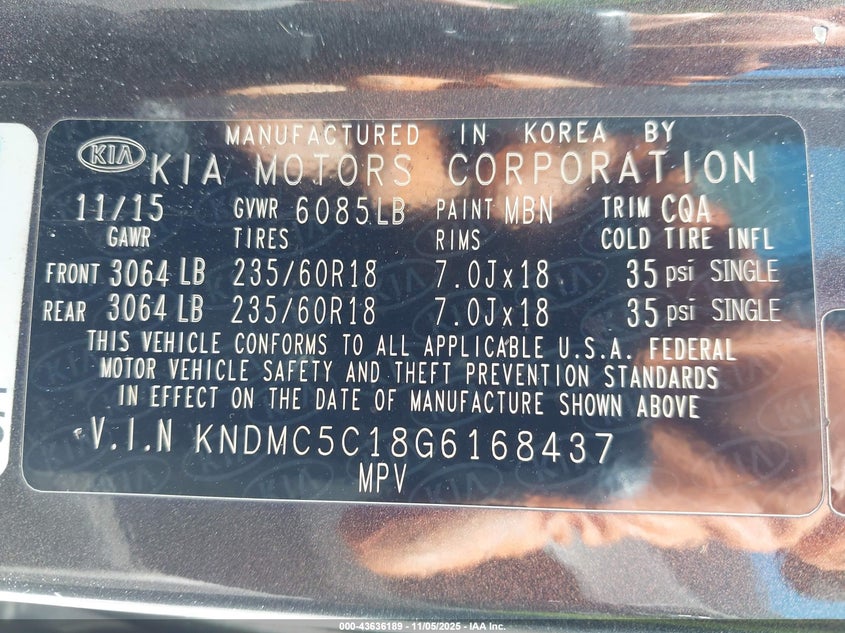 MANUFACTURED IN KOREA BY
KIA KIA MOTORS CORPORATION
11/15 GVWR 6085LB PAINT MBN TRIM CQA
GAWR TIRES RIMS COLD TIRE INFL
FRONT 3064 LB 235/60R18 7.0Jx18 35 psi SINGLE
REAR 3064 LB 235/60R18 7.0Jx18 35 psi SINGLE
THIS VEHICLE CONFORMS TO ALL APPLICABLE U.S.A. FEDERAL
MOTOR VEHICLE SAFETY AND THEFT PREVENTION STANDARDS
IN EFFECT ON THE DATE OF MANUFACTURE SHOWN ABOVE
V.I.N KNDMC5C18G6168437
MPV
000-43636189 - 11/05/2025 - IAA Inc.